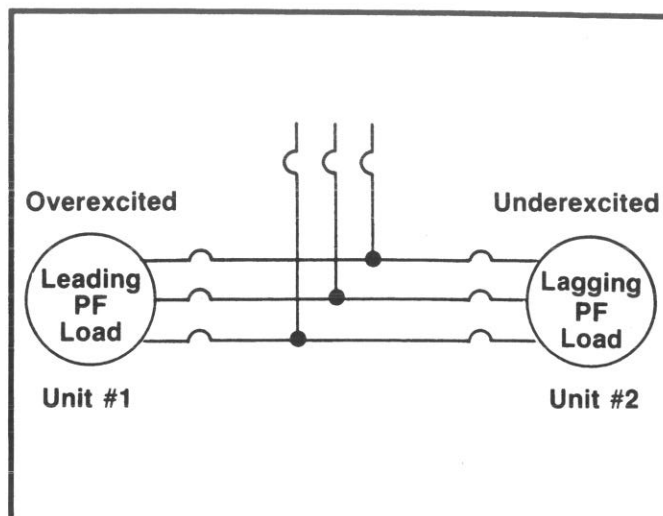 Overexcited
Underexcited
Leading
PF
Load
Lagging
PF
Load
Unit #1
Unit #2